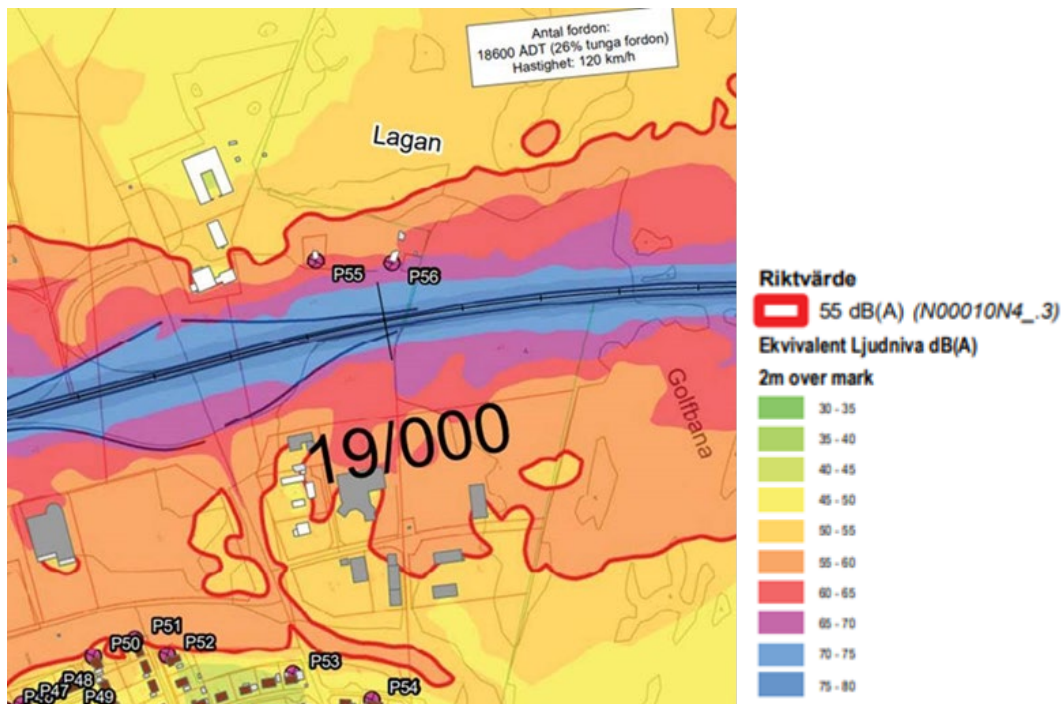 Antal fordon:
18600 ÅDT (26% tunga fordon)
Hastighet: 120 km/h
Lagan
P55
P56
Golfbana
19/000
P51
P50
P52
P53
P48
P47
P49
P54
Riktvärde
55 dB(A) (N00010N4_.3)
Ekvivalent Ljudniva dB(A)
2m over mark
30 - 35
35 - 40
40 - 45
45 - 50
50 - 55
55 - 60
60 - 65
65 - 70
70 - 75
75 - 80